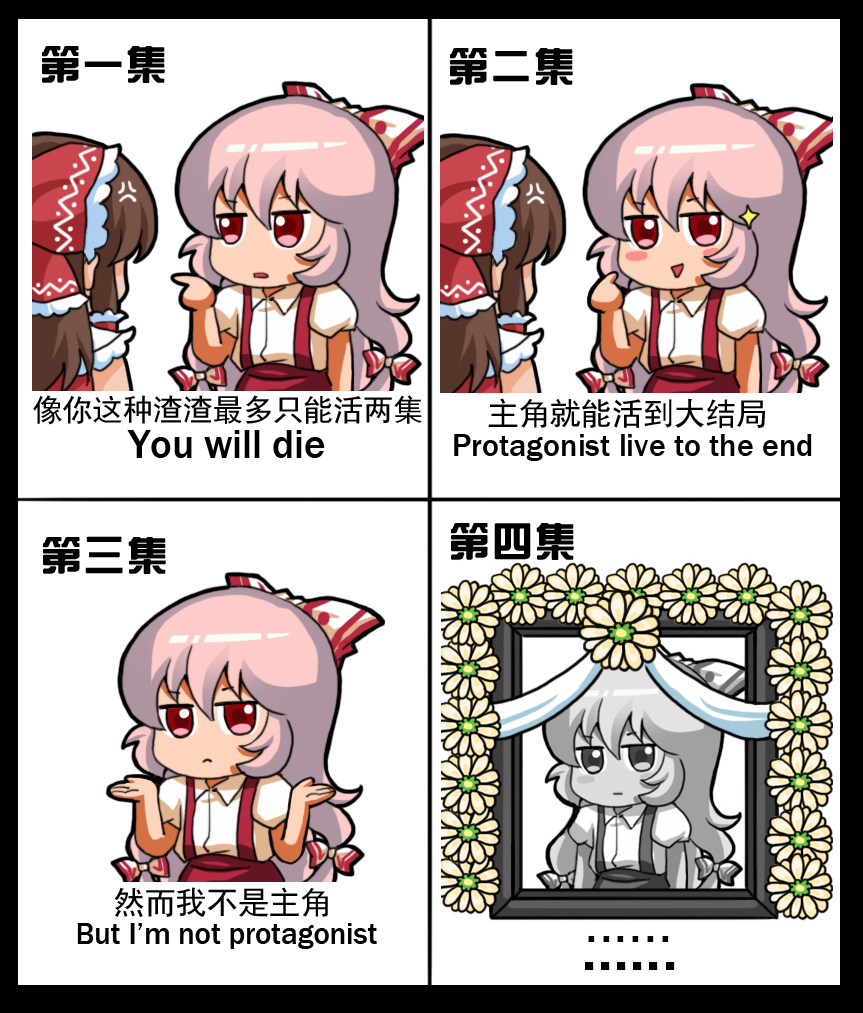 第一集
像你这种渣渣最多只能活两集
You will die
第二集
主角就能活到大结局
Protagonist live to the end
第三集
然而我不是主角
But I'm not protagonist
第四集
......
......